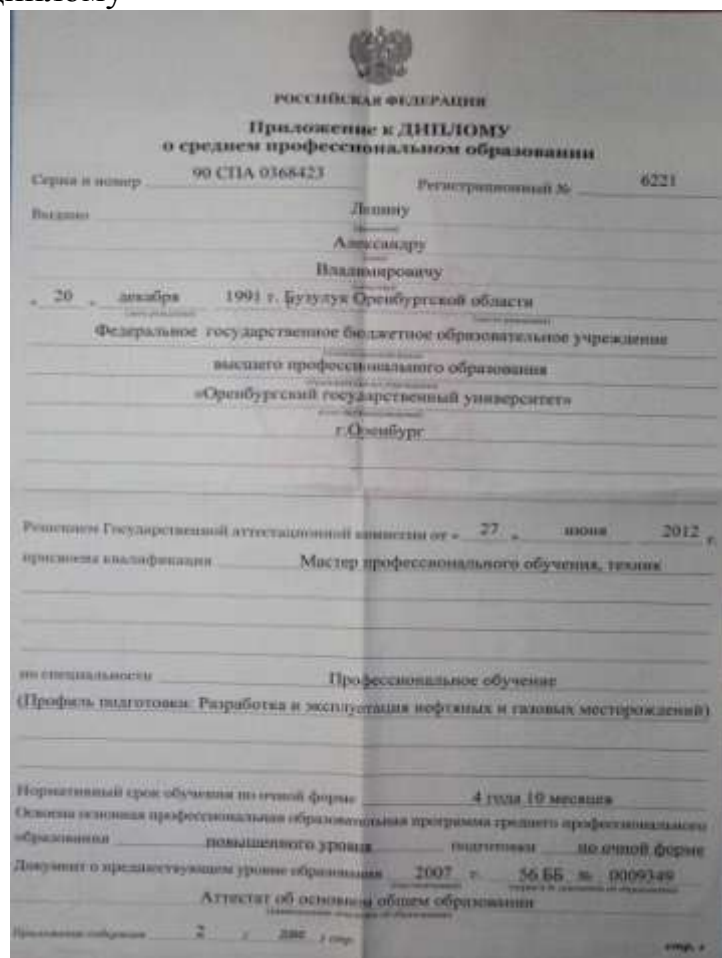 диплому
РОССИЙСКАЯ ФЕДЕРАЦИЯ
Приложение к ДИПЛОМУ
о среднем профессиональном образовании
Серия и номер 90 СПА 0368423 Регистрационный № 6221
Выдано
Александру
Владимировичу
„ 20 „ декабря 1991 г. Бузулук Оренбургской области
Федеральное государственное бюджетное образовательное учреждение
высшего профессионального образования
«Оренбургский государственный университет»
г.Оренбург
Решением Государственной аттестационной комиссии от « 27 „ июня 2012 г.
присвоена квалификация Мастер профессионального обучения, техник
по специальности Профессиональное обучение
(Профиль подготовки: Разработка и эксплуатация нефтяных и газовых месторождений)
Нормативный срок обучения по очной форме 4 года 10 месяцев
Освоена основная профессиональная образовательная программа среднего профессионального
образования повышенного уровня подготовки по очной форме
Документ о предшествующем уровне образования 2007 г. 56 ББ № 0009349
Аттестат об основном общем образовании
Приложение содержит 2 ( две ) стр.
стр.